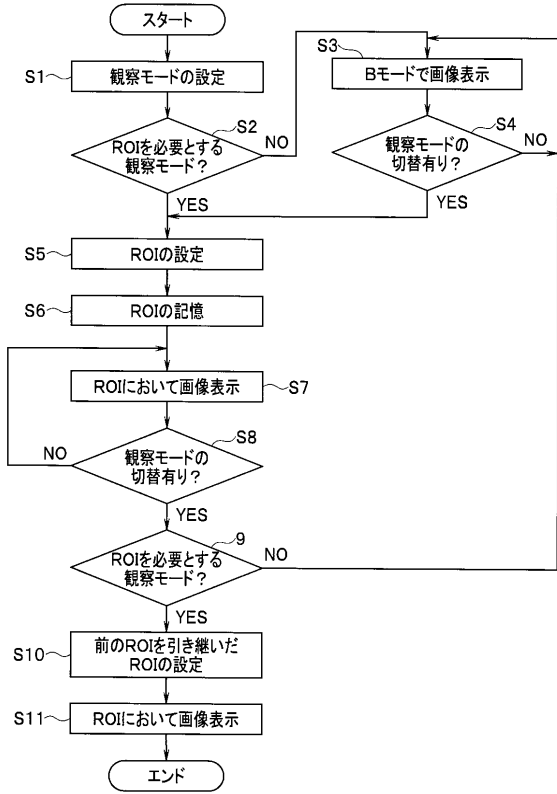 スタート
S1
観察モードの設定
S2
ROIを必要とする
観察モード?
NO
YES
S3
Bモードで画像表示
S4
観察モードの
切替有り?
NO
YES
S5
ROIの設定
S6
ROIの記憶
ROIにおいて画像表示
S7
S8
観察モードの
切替有り?
NO
YES
9
ROIを必要とする
観察モード?
NO
YES
S10
前のROIを引き継いだ
ROIの設定
S11
ROIにおいて画像表示
エンド